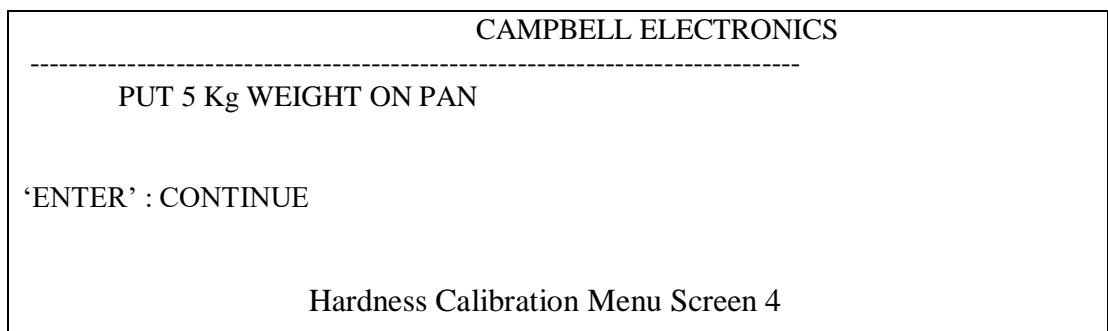 CAMPBELL ELECTRONICS
--------------------------------------------------------------------------------
PUT 5 Kg WEIGHT ON PAN
‘ENTER’ : CONTINUE
Hardness Calibration Menu Screen 4